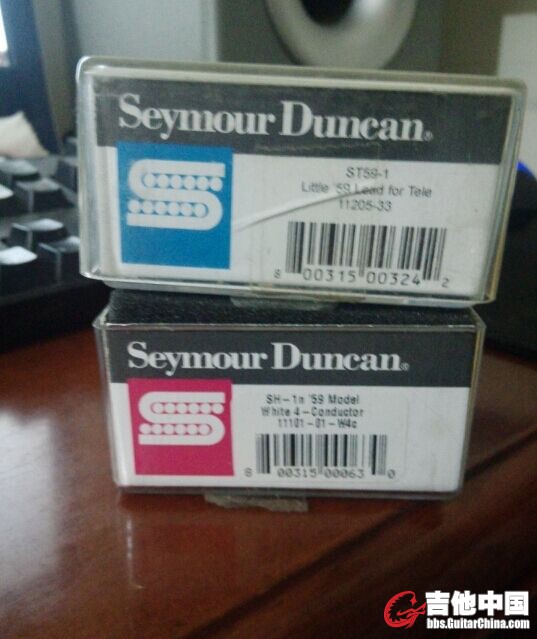 Seymour Duncan®
ST59-1
Little '59 Lead for Tele
11205-33
8 00315 00324 2
Seymour Duncan®
SH-1n '59 Model
White 4-Conductor
11101-01-W4c
8 00315 00063 0
吉他中国
bbs.GuitarChina.com